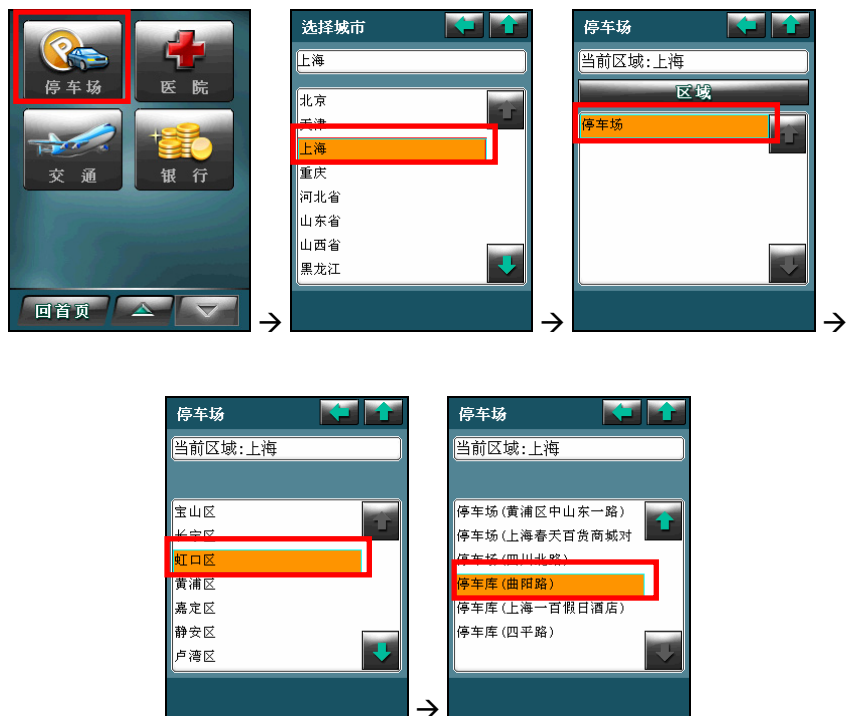 停车场
医 院
交 通
银 行
回首页
→
选择城市
上海
北京
天津
上海
重庆
河北省
山东省
山西省
黑龙江
→
停车场
当前区域:上海
区域
停车场
→
停车场
当前区域:上海
宝山区
长宁区
虹口区
黄浦区
嘉定区
静安区
卢湾区
→
停车场
当前区域:上海
停车场(黄浦区中山东一路)
停车场(上海春天百货商城对
停车场(四川北路)
停车库(曲阳路)
停车库(上海一百假日酒店)
停车库(四平路)